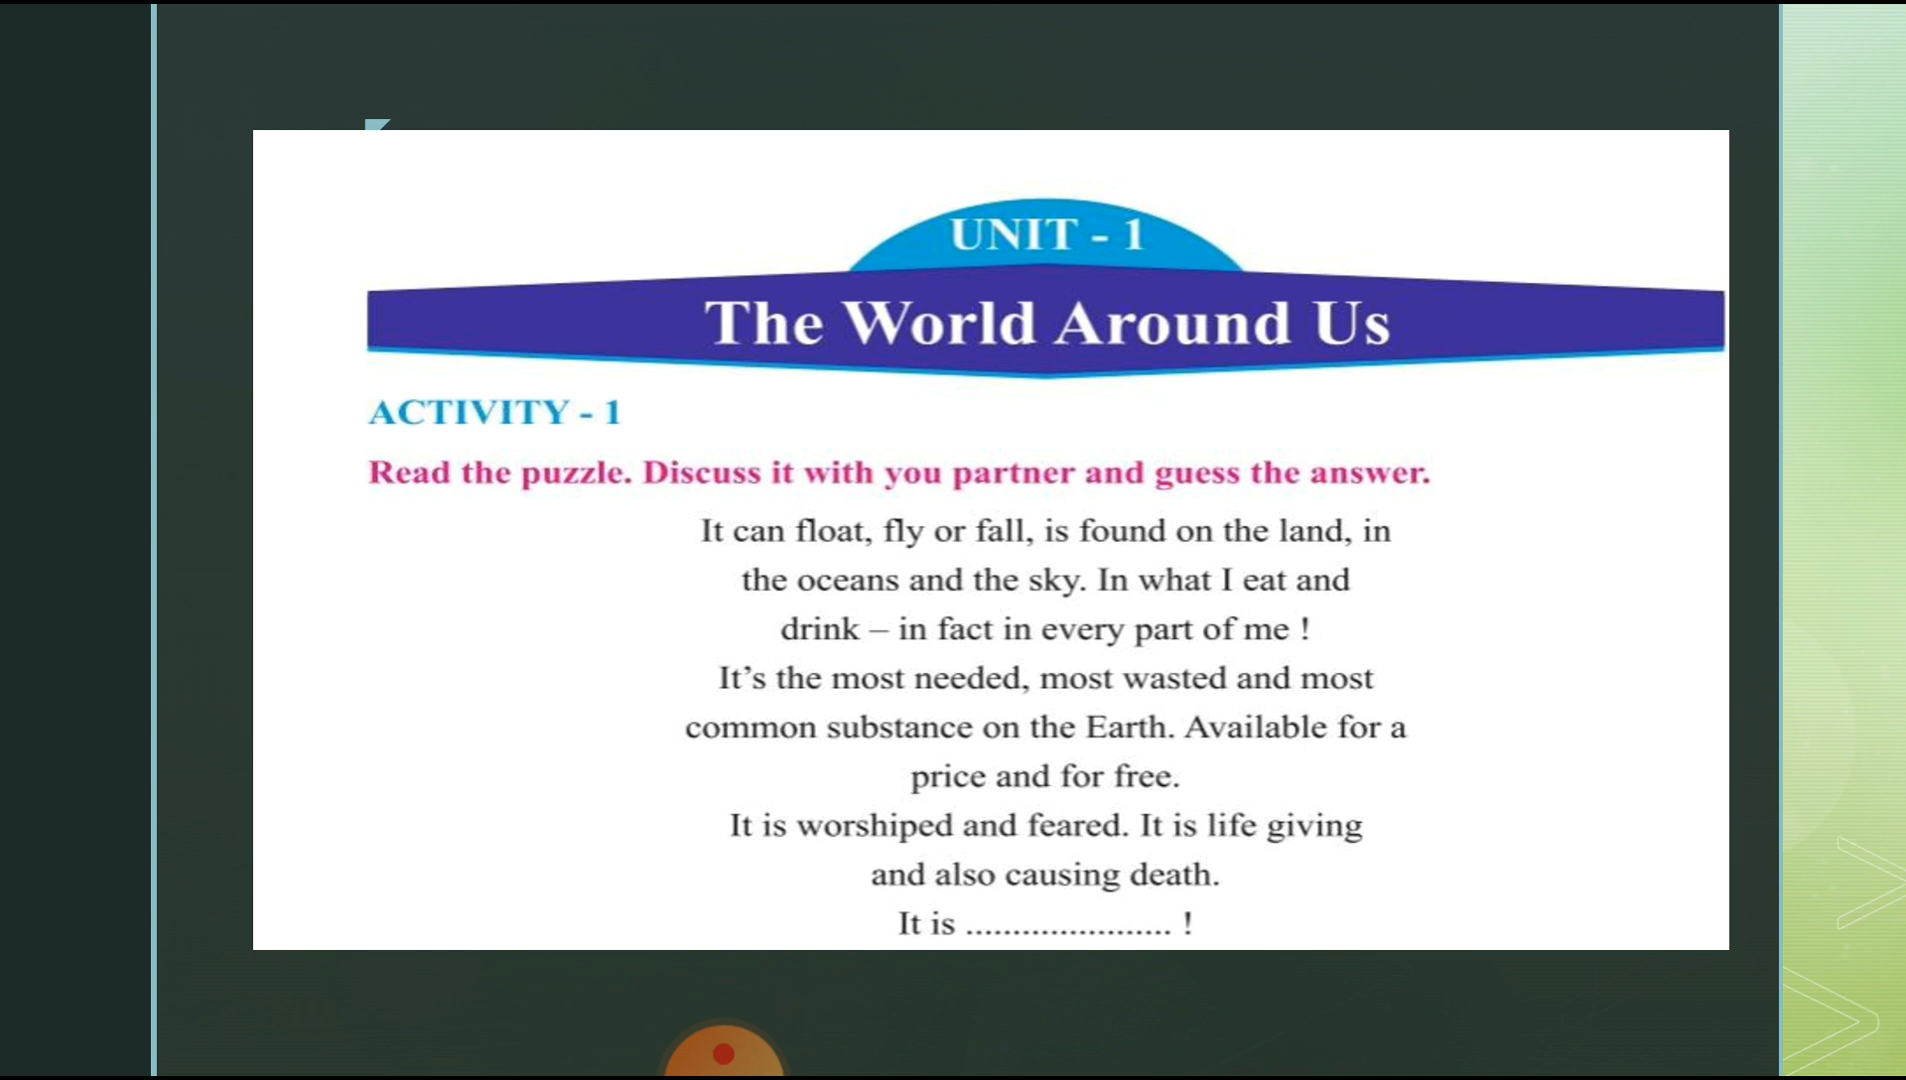 UNIT - 1
The World Around Us
ACTIVITY - 1
Read the puzzle. Discuss it with you partner and guess the answer.
It can float, fly or fall, is found on the land, in
the oceans and the sky. In what I eat and
drink – in fact in every part of me !
It’s the most needed, most wasted and most
common substance on the Earth. Available for a
price and for free.
It is worshiped and feared. It is life giving
and also causing death.
It is ...................... !